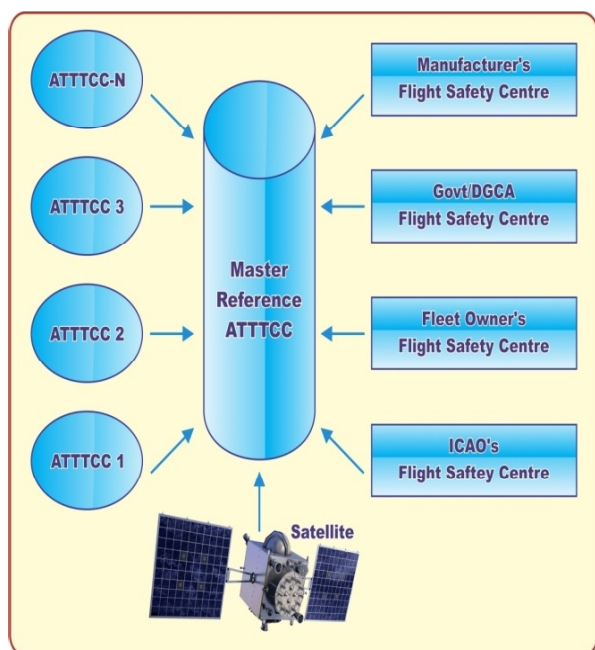 ATTTCC-N
Manufacturer's
Flight Safety Centre
ATTTCC 3
Govt/DGCA
Flight Safety Centre
Master
Reference
ATTTCC
ATTTCC 2
Fleet Owner's
Flight Safety Centre
ATTTCC 1
ICAO's
Flight Saftey Centre
Satellite